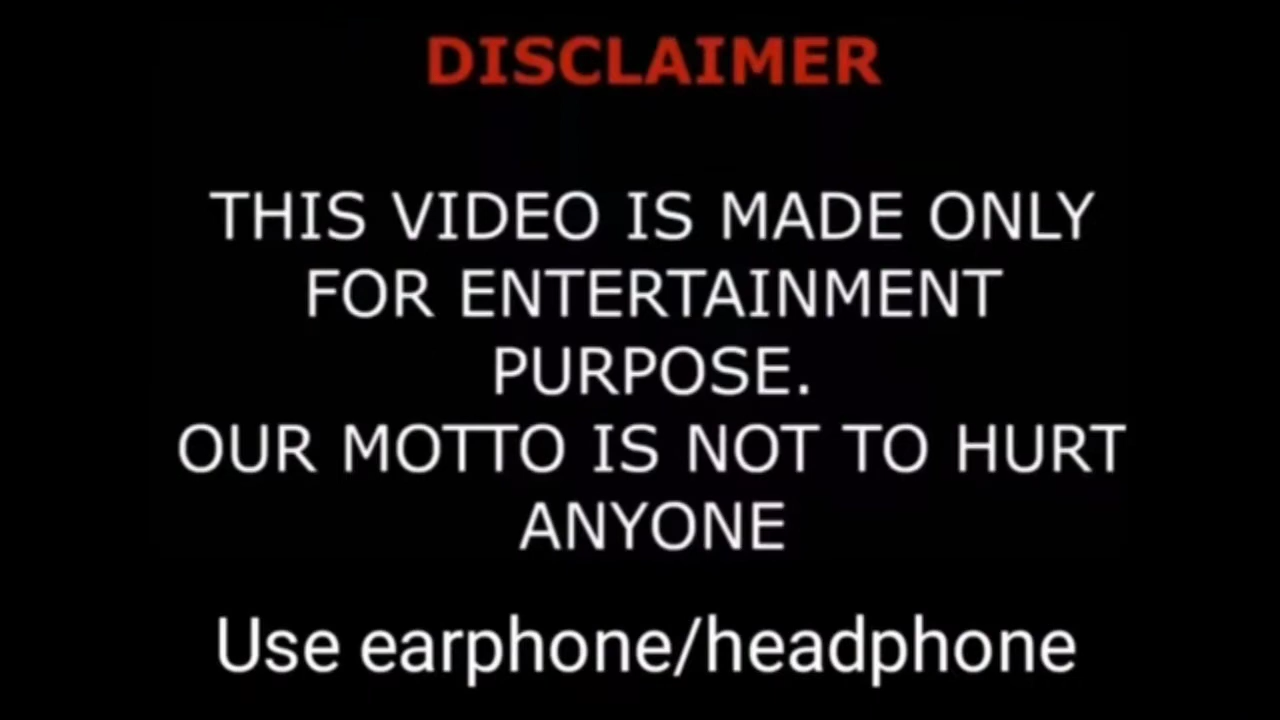 DISCLAIMER
THIS VIDEO IS MADE ONLY
FOR ENTERTAINMENT
PURPOSE.
OUR MOTTO IS NOT TO HURT
ANYONE
Use earphone/headphone